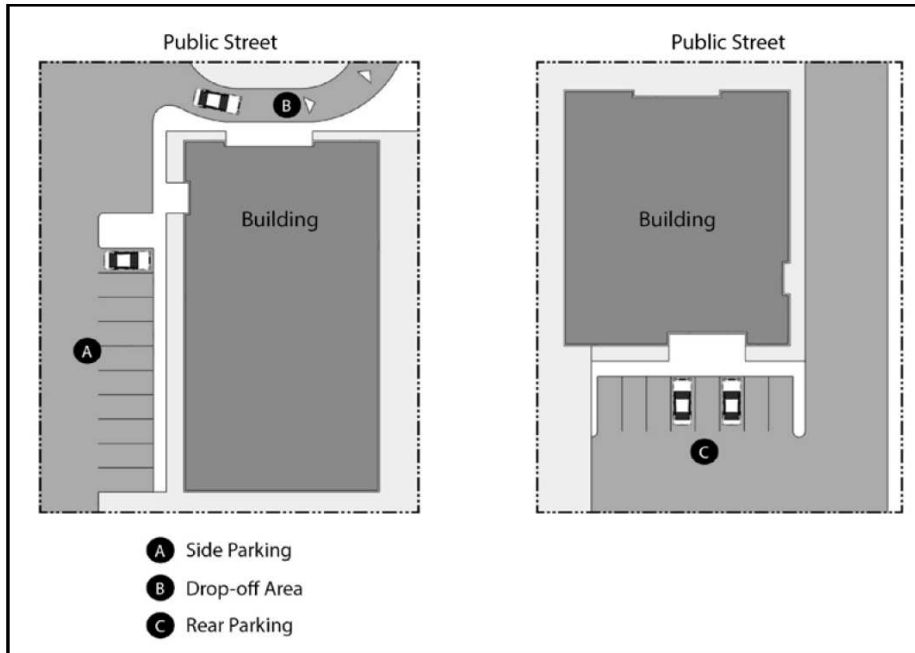 Public Street
Public Street
B
Building
Building
A
C
A Side Parking
B Drop-off Area
C Rear Parking